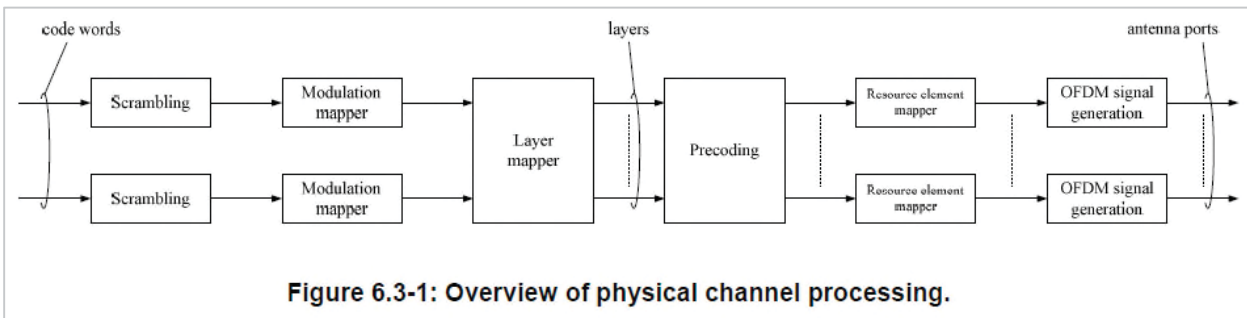 code words
layers
antenna ports
Scrambling
Modulation
mapper
Layer
mapper
Precoding
Resource element
mapper
OFDM signal
generation
Scrambling
Modulation
mapper
Resource element
mapper
OFDM signal
generation
Figure 6.3-1: Overview of physical channel processing.